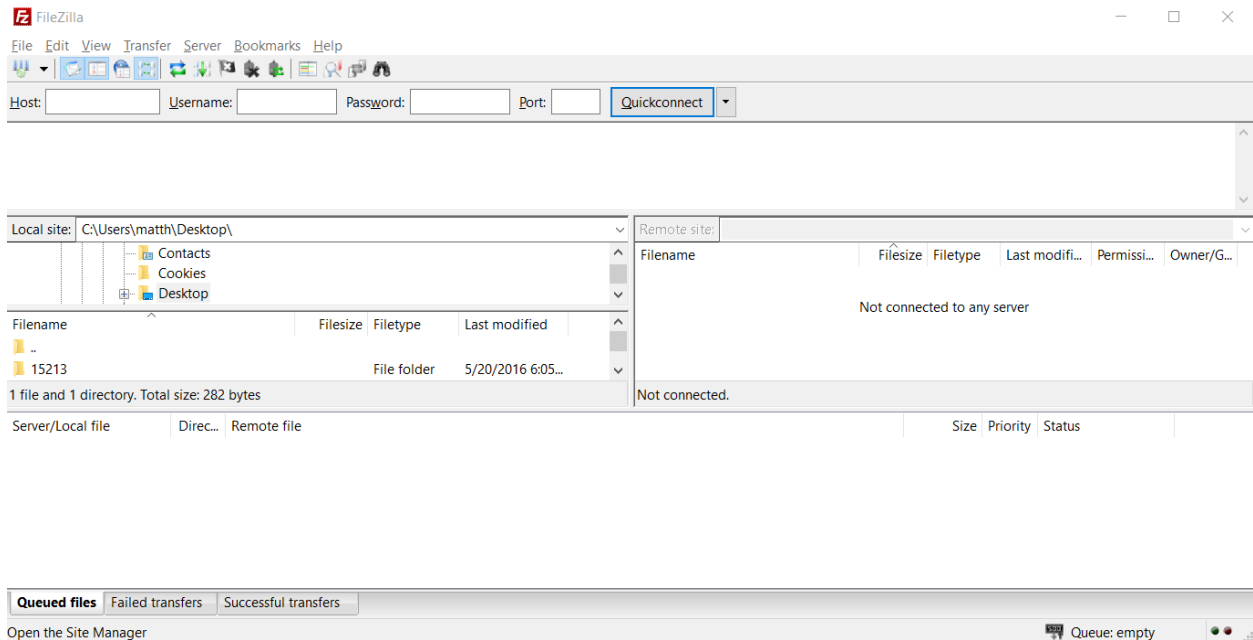 FileZilla
File Edit View Transfer Server Bookmarks Help
Host: Username: Password: Port: Quickconnect
Local site: C:\Users\matth\Desktop\
Contacts
Cookies
Desktop
Filename Filesize Filetype Last modified
..
15213 File folder 5/20/2016 6:05...
1 file and 1 directory. Total size: 282 bytes
Remote site:
Filename Filesize Filetype Last modifi... Permissi... Owner/G...
Not connected to any server
Not connected.
Server/Local file Direc... Remote file Size Priority Status
Queued files Failed transfers Successful transfers
Open the Site Manager Queue: empty